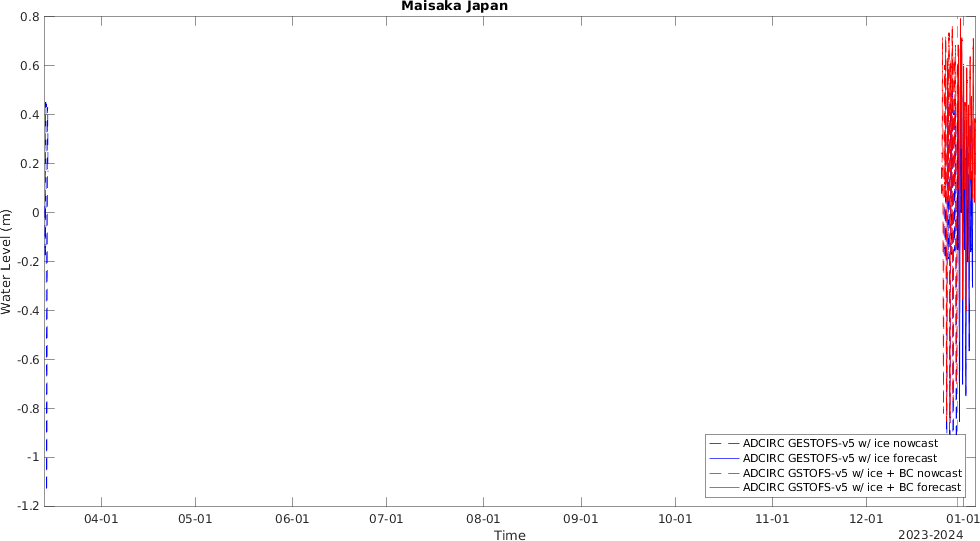 Maisaka Japan
Water Level (m)
0.8
0.6
0.4
0.2
0
-0.2
-0.4
-0.6
-0.8
-1
-1.2
ADCIRC GESTOFS-v5 w/ ice nowcast
ADCIRC GESTOFS-v5 w/ ice forecast
ADCIRC GSTOFS-v5 w/ ice + BC nowcast
ADCIRC GSTOFS-v5 w/ ice + BC forecast
04-01 05-01 06-01 07-01 08-01 09-01 10-01 11-01 12-01 01-01
Time
2023-2024